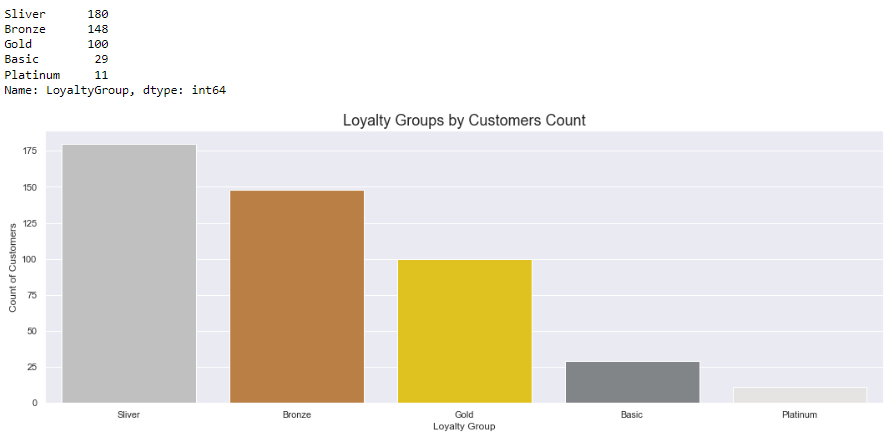 Sliver 180
Bronze 148
Gold 100
Basic 29
Platinum 11
Name: LoyaltyGroup, dtype: int64
Loyalty Groups by Customers Count
Count of Customers
175
150
125
100
75
50
25
0
Sliver Bronze Gold Basic Platinum
Loyalty Group